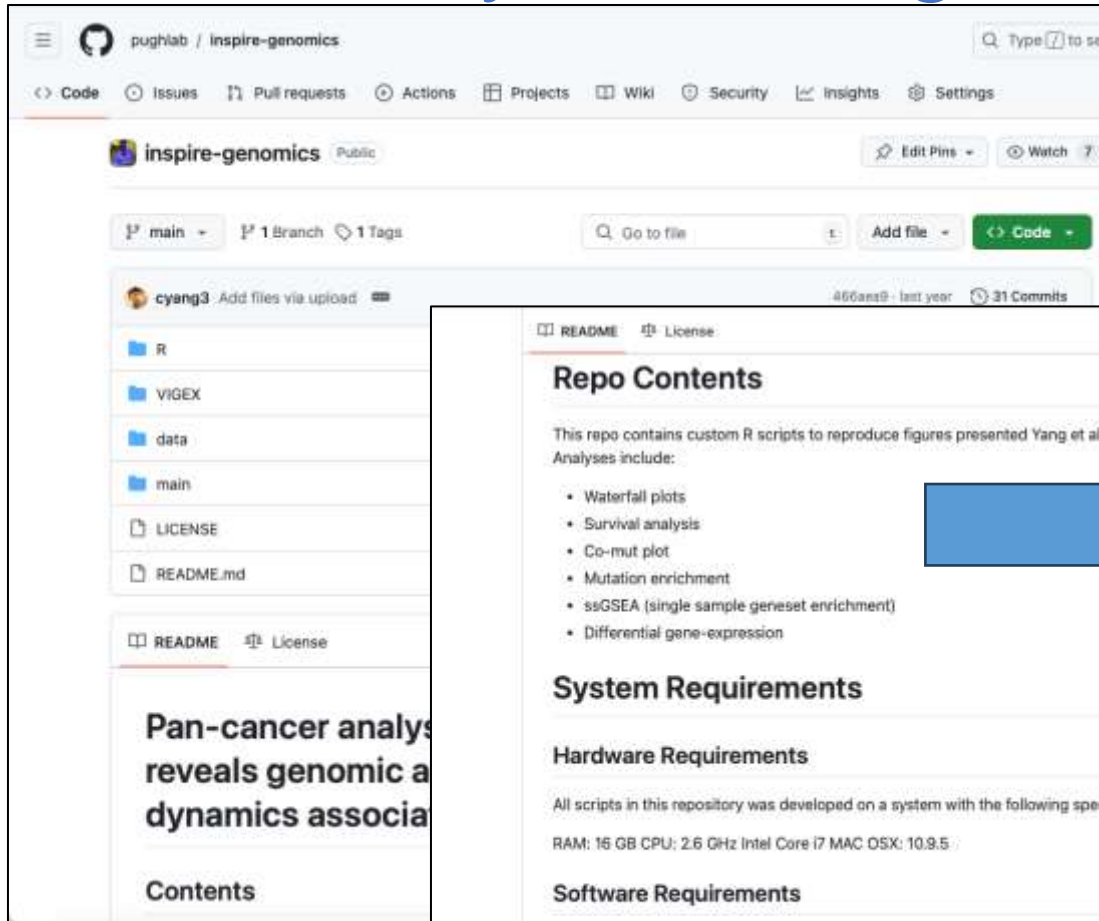 pughlab / inspire-genomics
Type / to se
Code Issues Pull requests Actions Projects Wiki Security Insights Settings
inspire-genomics Public
Edit Pins Watch 7
main 1 Branch 1 Tags
Go to file t Add file Code
cyang3 Add files via upload
last year 31 Commits
R
VIGEX
data
main
LICENSE
README.md
README License
Pan-cancer analys
reveals genomic a
dynamics associa
Contents
README License
Repo Contents
This repo contains custom R scripts to reproduce figures presented Yang et al
Analyses include:
• Waterfall plots
• Survival analysis
• Co-mut plot
• Mutation enrichment
• ssGSEA (single sample geneset enrichment)
• Differential gene-expression
System Requirements
Hardware Requirements
All scripts in this repository was developed on a system with the following spe
RAM: 16 GB CPU: 2.6 GHz Intel Core i7 MAC OSX: 10.9.5
Software Requirements